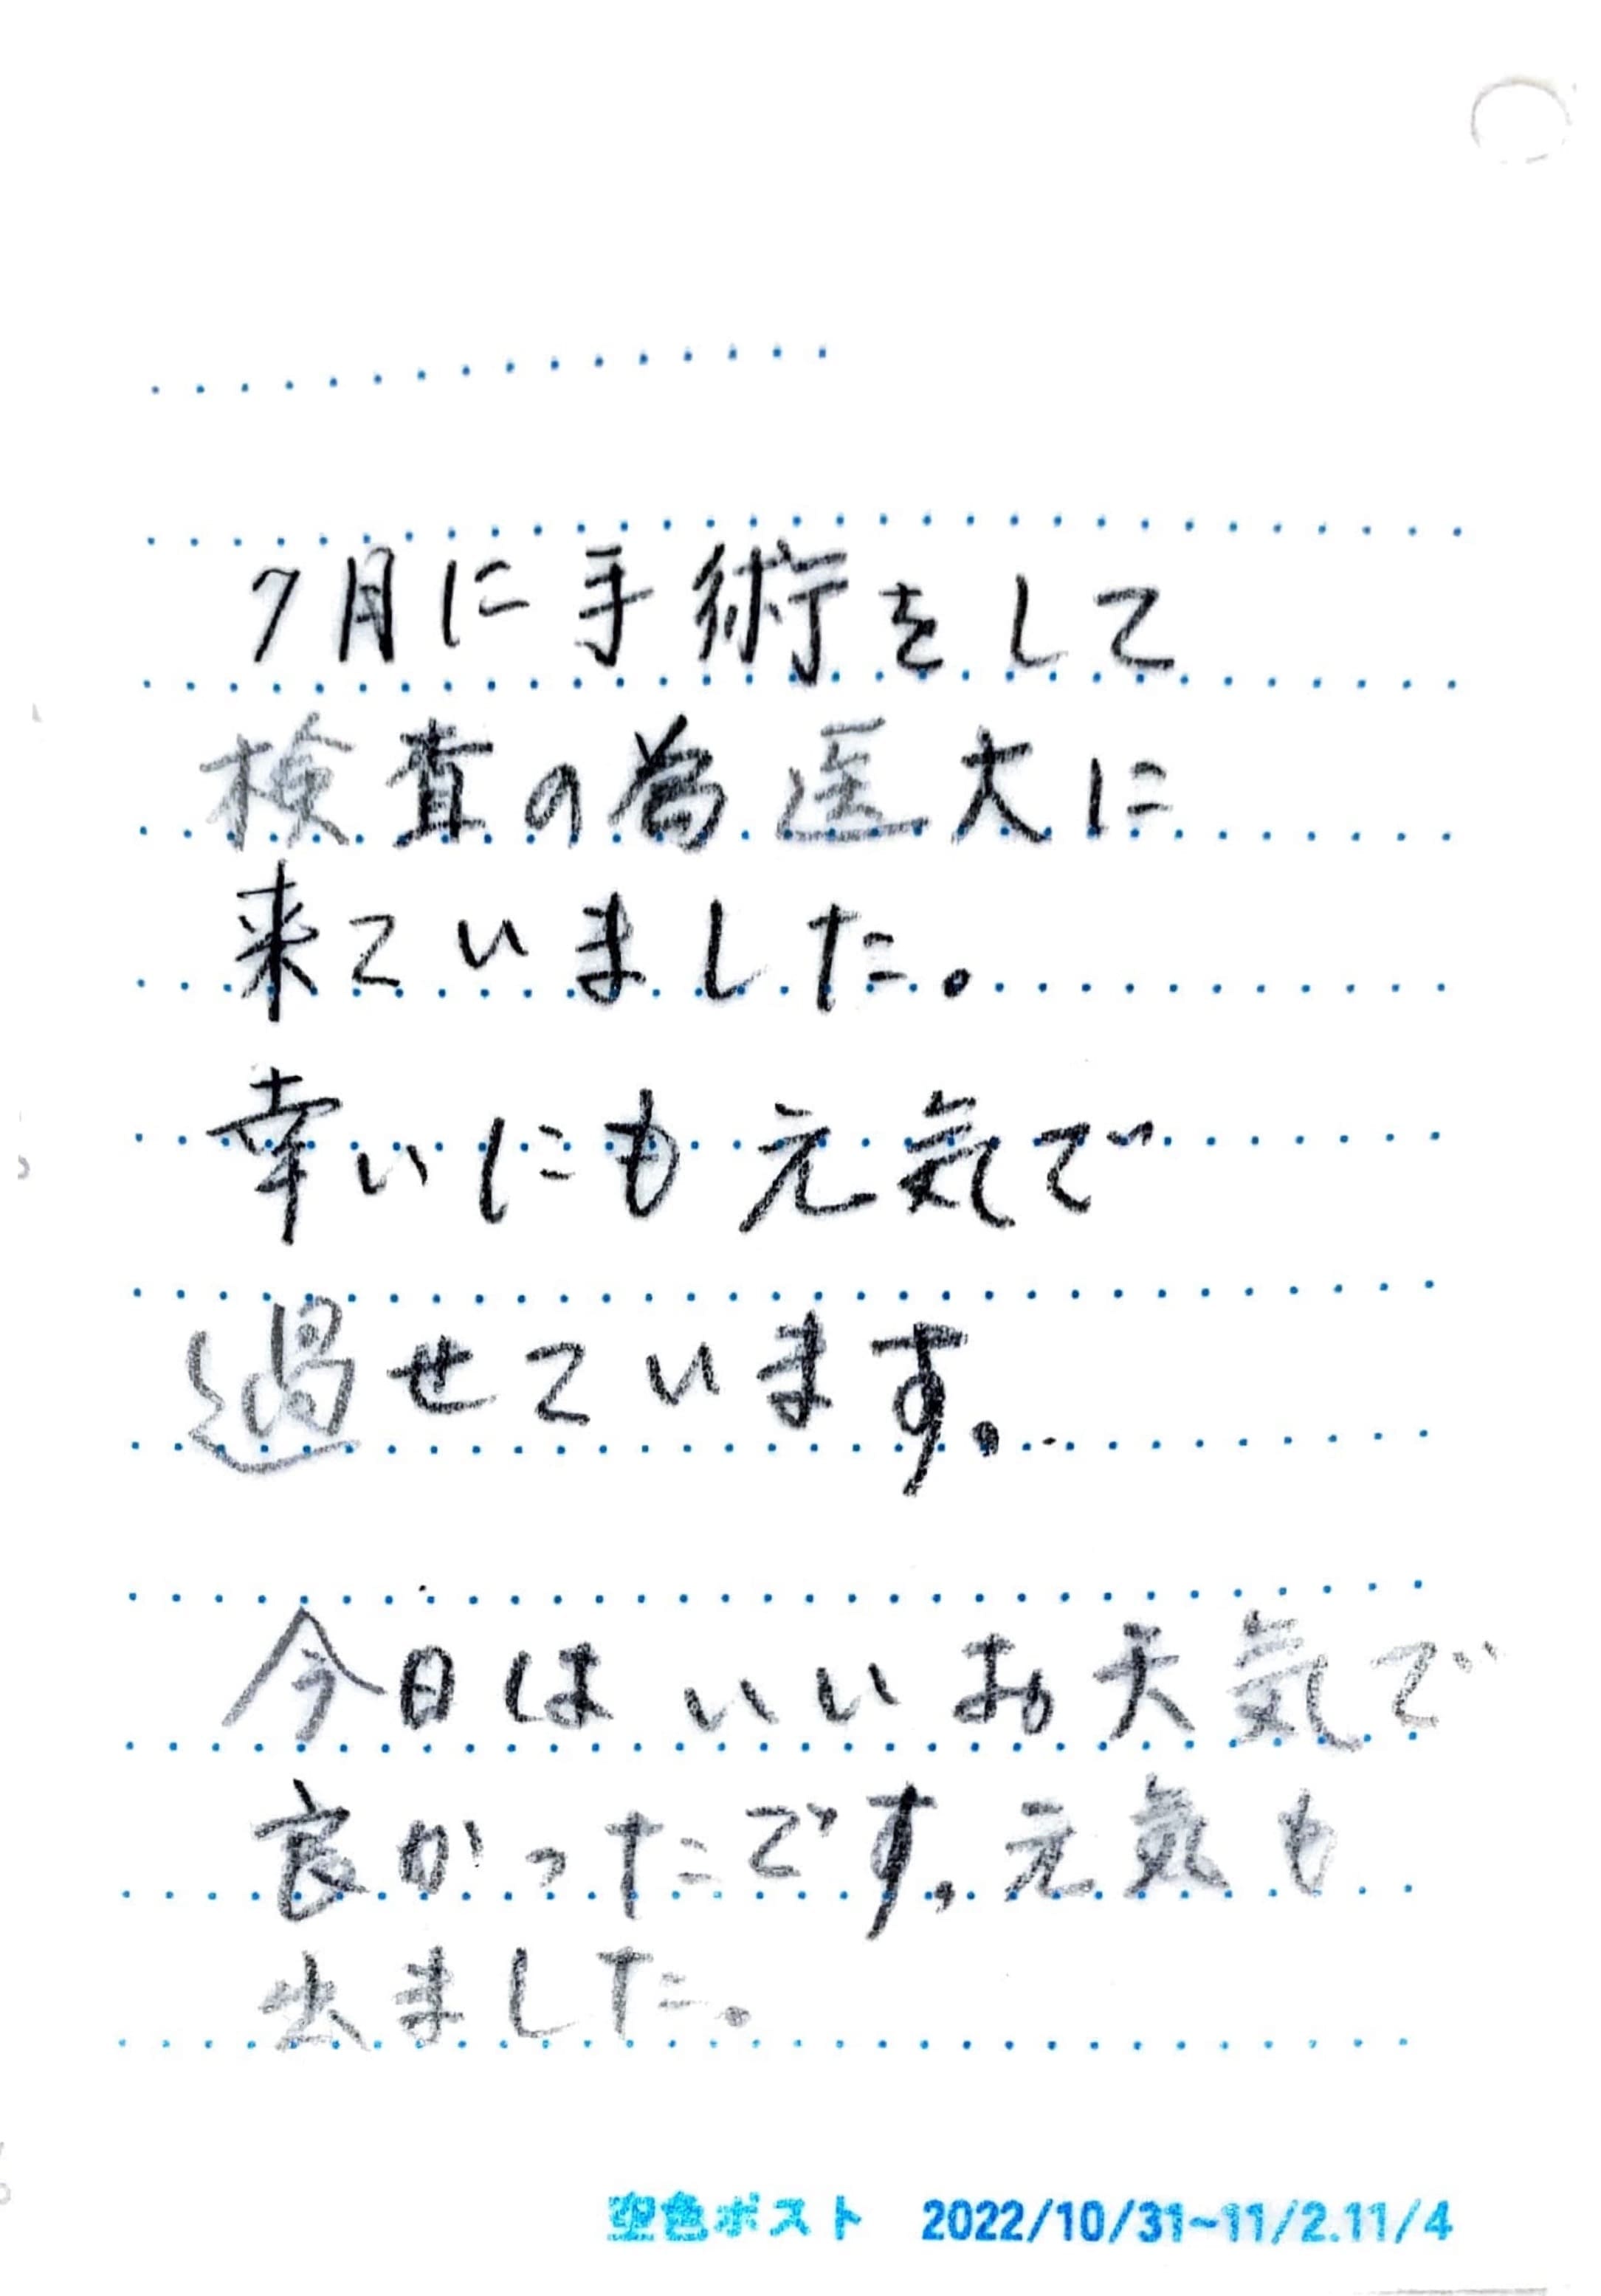 7月に手術をして
検査の為医大に
来ていました。
幸いにも元気で
過せています。
今日はいいお天気で
良かったです。元気も
出ました。
空色ポスト 2022/10/31~11/2.11/4